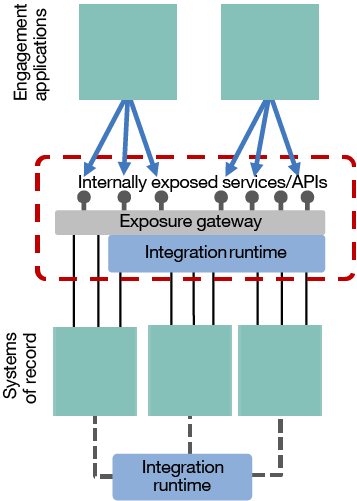 Engagement
applications
Internally exposed services/APIs
Exposure gateway
Integration runtime
Systems
of record
Integration
runtime